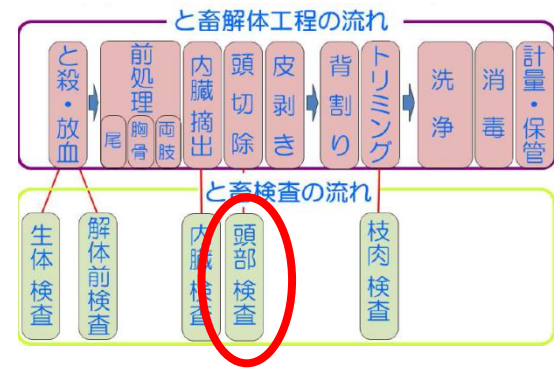 と畜解体工程の流れ
と殺・放血
前処理
尾
胸骨
両肢
内臓摘出
頭切除
皮剥き
背割り
トリミング
洗浄
消毒
計量・保管
と畜検査の流れ
生体検査
解体前検査
内臓検査
頭部検査
枝肉検査